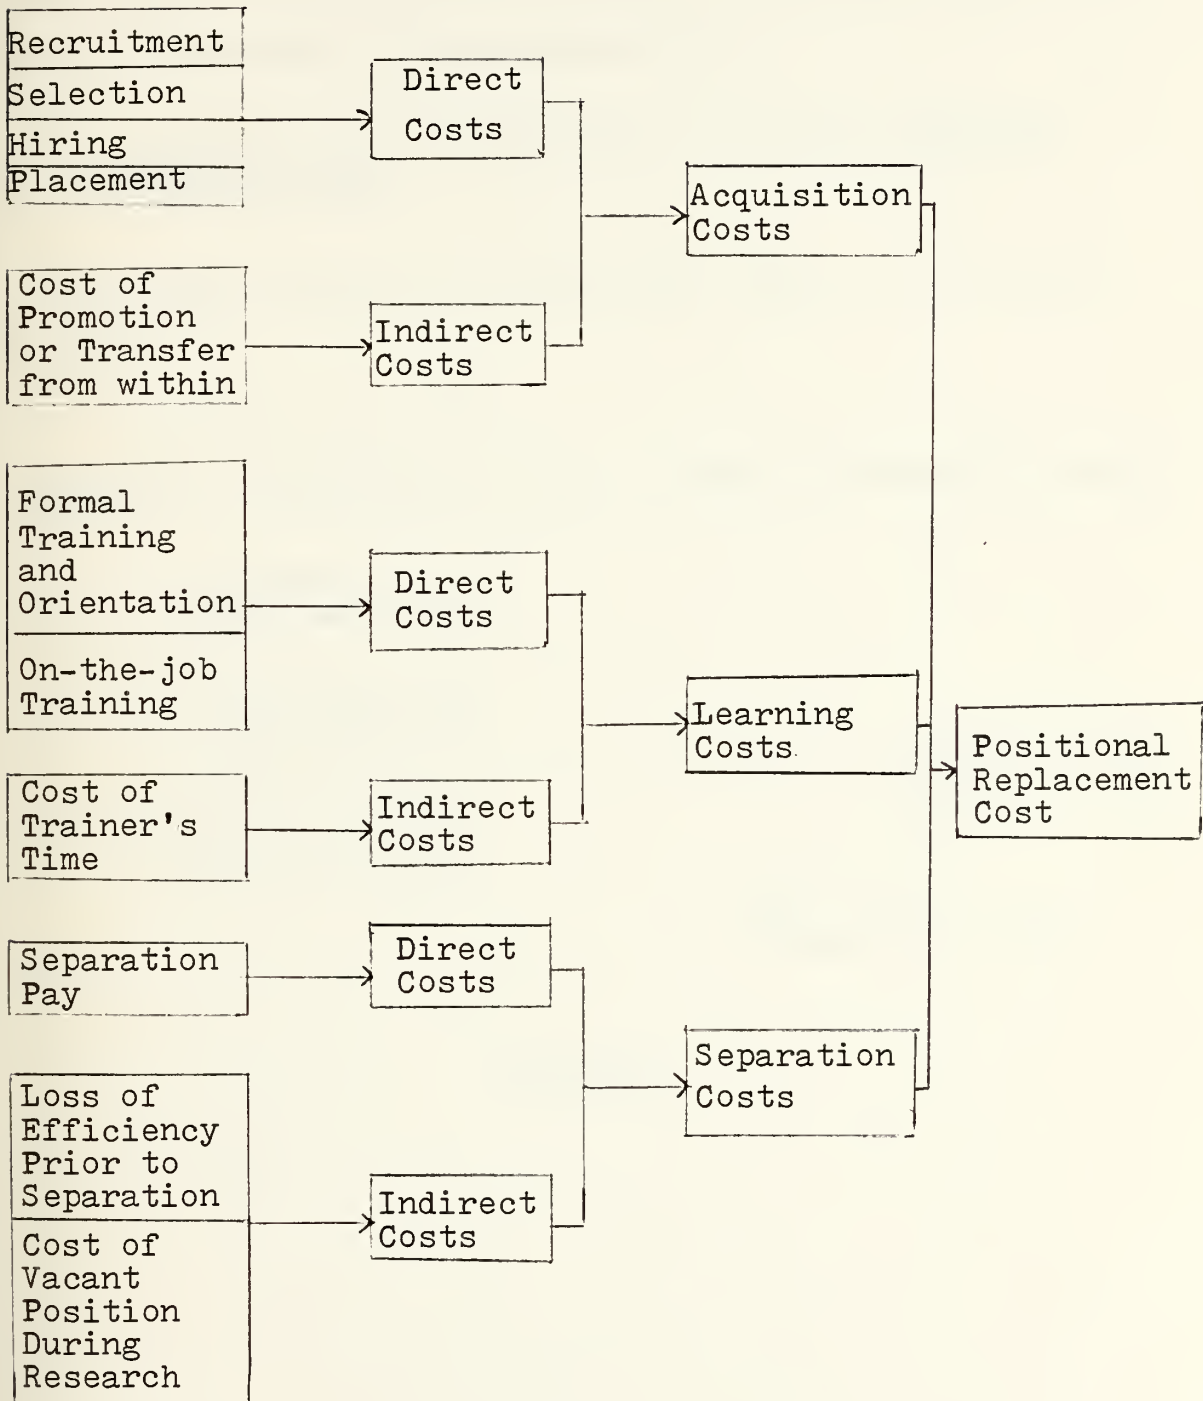 Recruitment
Selection
Hiring
Placement
Direct
Costs
Acquisition
Costs
Cost of
Promotion
or Transfer
from within
Indirect
Costs
Formal
Training
and
Orientation
On-the-job
Training
Direct
Costs
Learning
Costs
Positional
Replacement
Cost
Cost of
Trainer's
Time
Indirect
Costs
Separation
Pay
Direct
Costs
Separation
Costs
Loss of
Efficiency
Prior to
Separation
Indirect
Costs
Cost of
Vacant
Position
During
Research